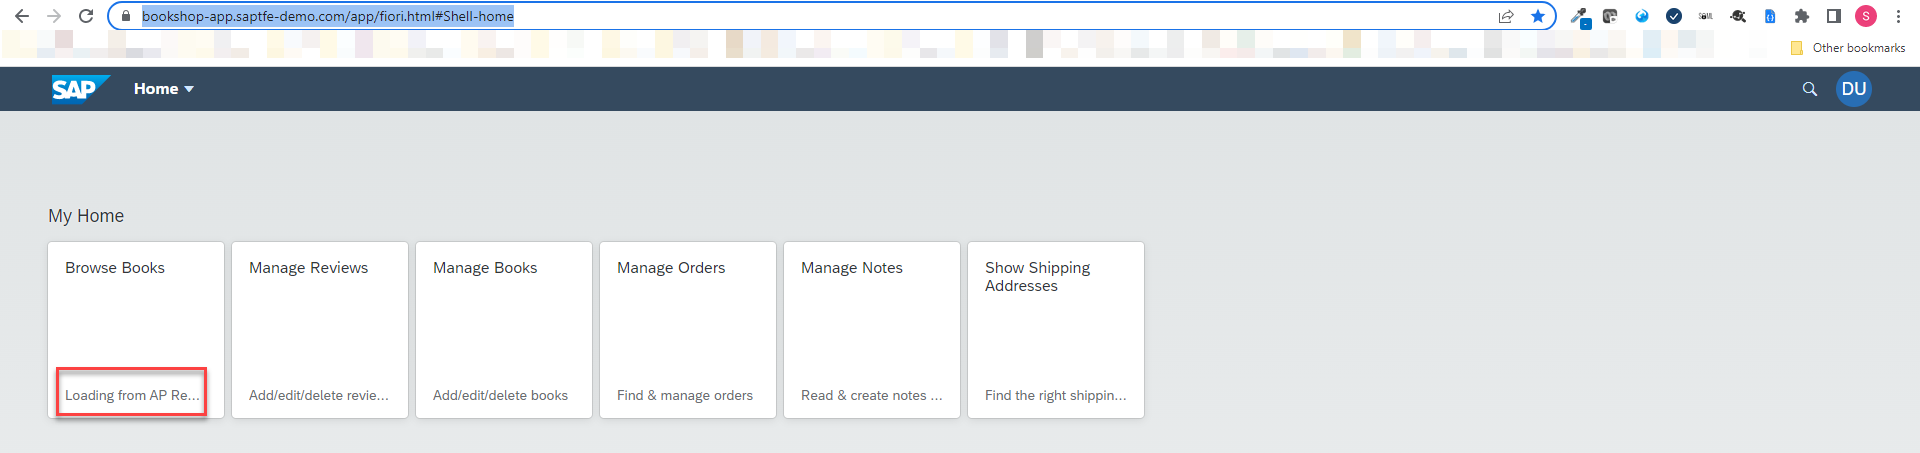 bookshop-app.saptfe-demo.com/app/fiori.html#Shell-home
S
Other bookmarks
SAP
Home
DU
My Home
Browse Books
Loading from AP Re...
Manage Reviews
Add/edit/delete revie...
Manage Books
Add/edit/delete books
Manage Orders
Find & manage orders
Manage Notes
Read & create notes ...
Show Shipping
Addresses
Find the right shippin...